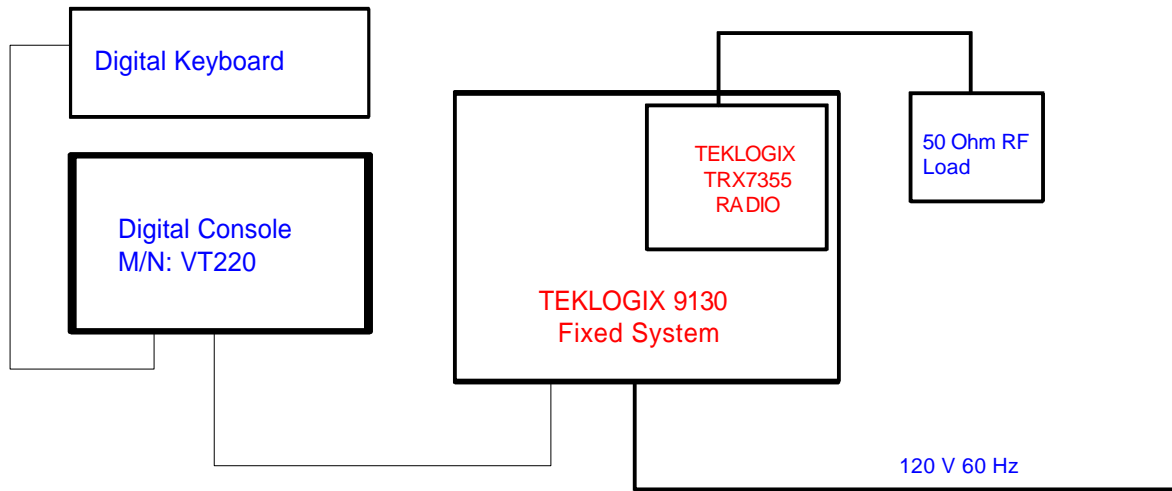 Digital Keyboard
Digital Console
M/N: VT220
TEKLOGIX
TRX7355
RADIO
TEKLOGIX 9130
Fixed System
50 Ohm RF
Load
120 V 60 Hz